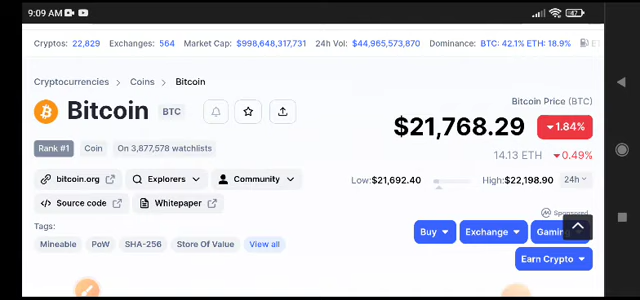 9:09 AM
47
Cryptos: 22,829 Exchanges: 564 Market Cap: $998,648,317,731 24h Vol: $44,965,573,870 Dominance: BTC: 42.1% ETH: 18.9%
Cryptocurrencies > Coins > Bitcoin
Bitcoin BTC
Bitcoin Price (BTC)
$21,768.29 1.84%
Rank #1 Coin On 3,877,578 watchlists
14.13 ETH 0.49%
bitcoin.org Explorers Community
Low:$21,692.40 High:$22,198.90 24h
Source code Whitepaper
Sponsored
Tags:
Mineable PoW SHA-256 Store Of Value View all
Buy Exchange Gaming
Earn Crypto